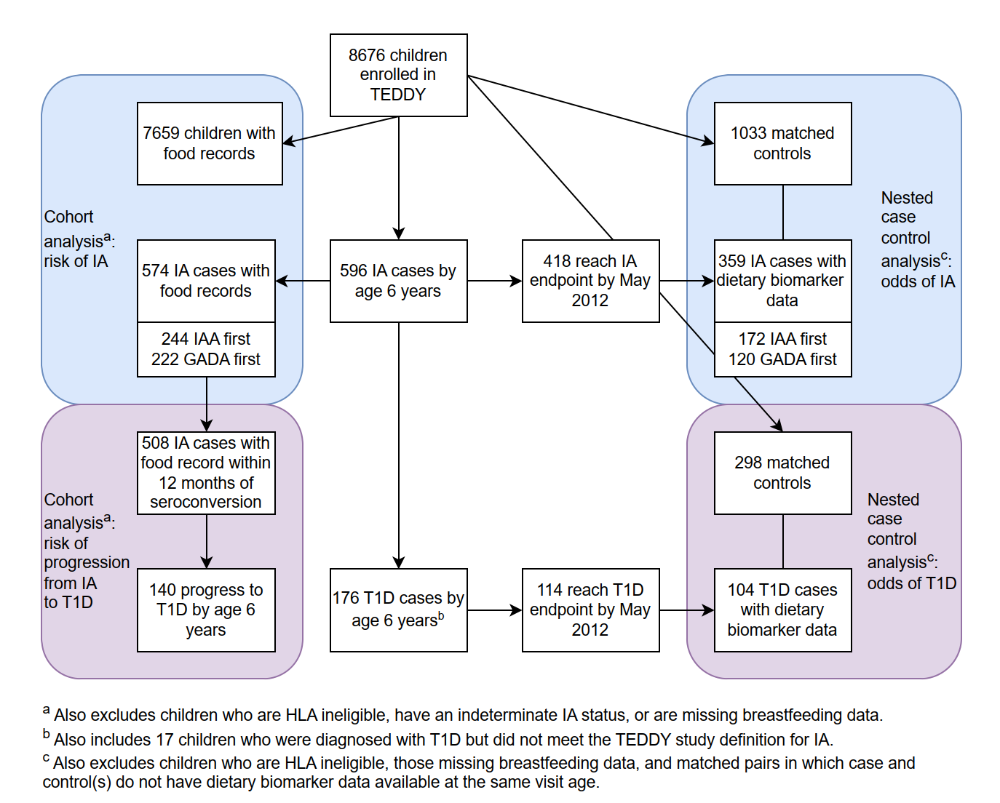 8676 children
enrolled in
TEDDY
7659 children with
food records
1033 matched
controls
Cohort
analysisᵃ:
risk of IA
574 IA cases with
food records
244 IAA first
222 GADA first
596 IA cases by
age 6 years
418 reach IA
endpoint by May
2012
359 IA cases with
dietary biomarker
data
172 IAA first
120 GADA first
Nested
case
control
analysisᶜ:
odds of IA
Cohort
analysisᵃ:
risk of
progression
from IA
to T1D
508 IA cases with
food record within
12 months of
seroconversion
298 matched
controls
Nested
case
control
analysisᶜ:
odds of T1D
140 progress to
T1D by age 6
years
176 T1D cases by
age 6 yearsᵇ
114 reach T1D
endpoint by May
2012
104 T1D cases
with dietary
biomarker data
ᵃ Also excludes children who are HLA ineligible, have an indeterminate IA status, or are missing breastfeeding data.
ᵇ Also includes 17 children who were diagnosed with T1D but did not meet the TEDDY study definition for IA.
ᶜ Also excludes children who are HLA ineligible, those missing breastfeeding data, and matched pairs in which case and
control(s) do not have dietary biomarker data available at the same visit age.